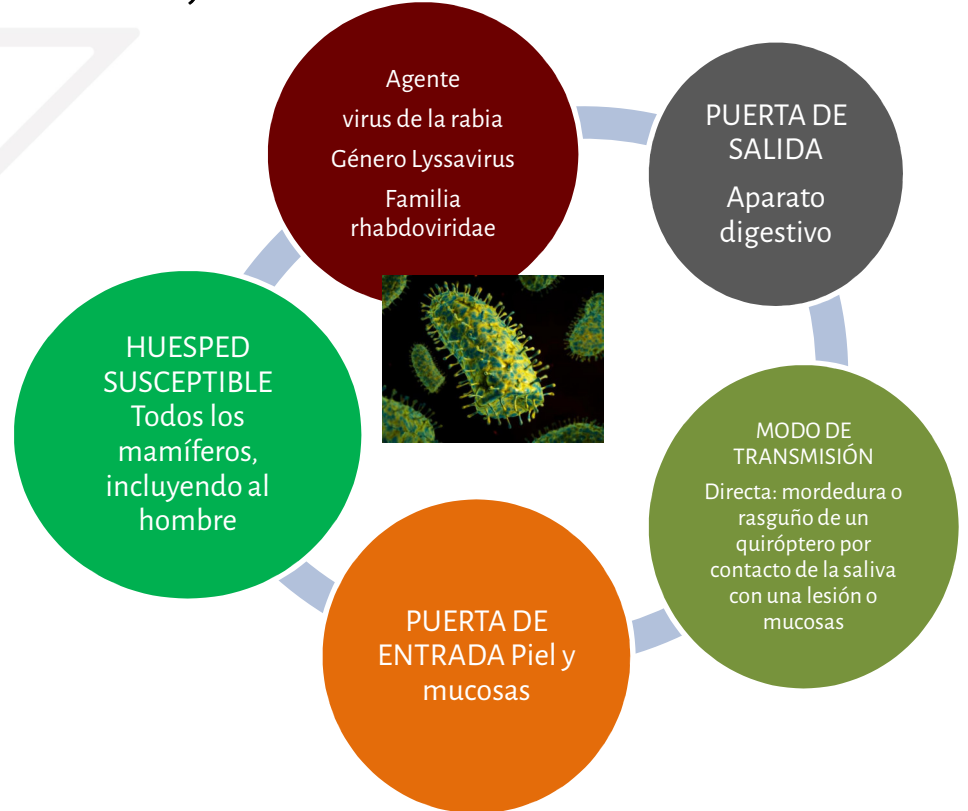 Agente
virus de la rabia
Género Lyssavirus
Familia
rhabdoviridae
PUERTA DE
SALIDA
Aparato
digestivo
MODO DE
TRANSMISIÓN
Directa: mordedura o
rasguño de un
quiróptero por
contacto de la saliva
con una lesión o
mucosas
PUERTA DE
ENTRADA Piel y
mucosas
HUESPED
SUSCEPTIBLE
Todos los
mamíferos,
incluyendo al
hombre